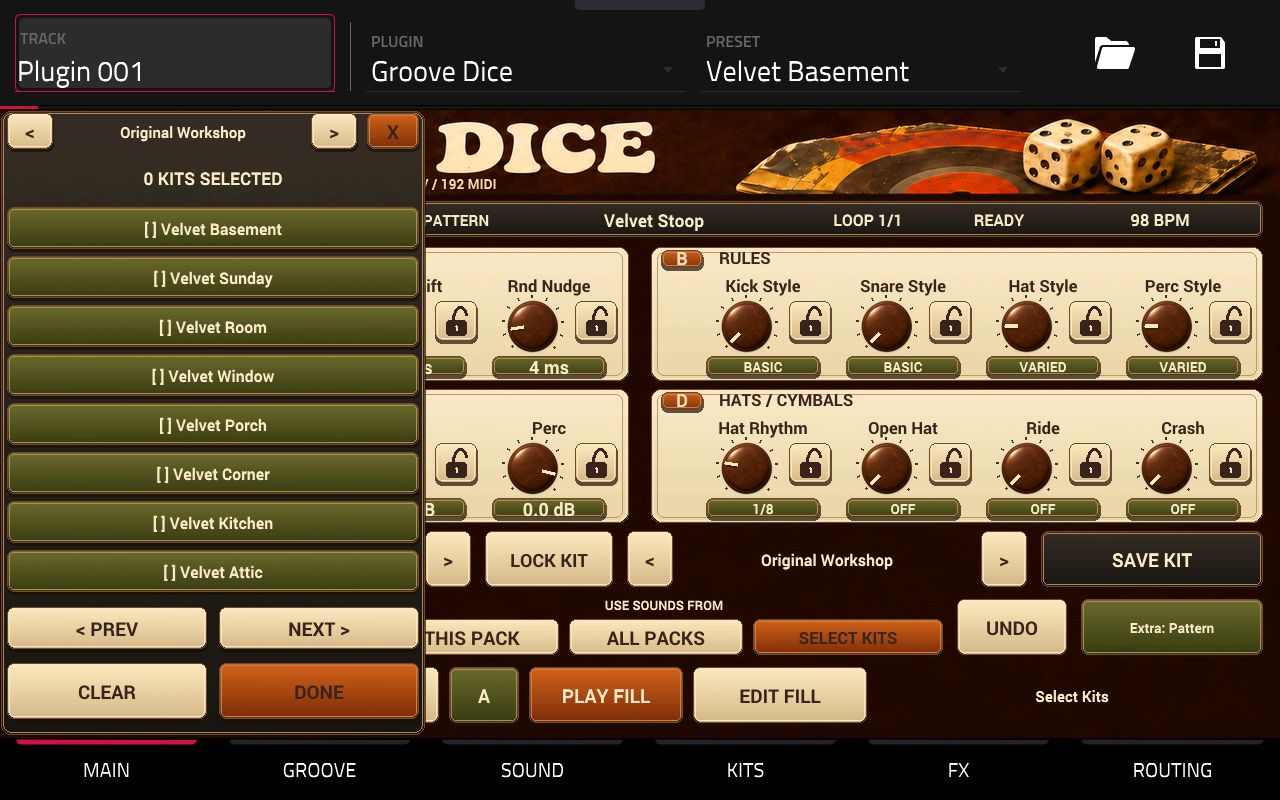 TRACK
Plugin 001
PLUGIN
Groove Dice
PRESET
Velvet Basement
< Original Workshop > X
0 KITS SELECTED
[ ] Velvet Basement
[ ] Velvet Sunday
[ ] Velvet Room
[ ] Velvet Window
[ ] Velvet Porch
[ ] Velvet Corner
[ ] Velvet Kitchen
[ ] Velvet Attic
< PREV NEXT >
CLEAR DONE
DICE
/ 192 MIDI
PATTERN Velvet Stoop LOOP 1/1 READY 98 BPM
Rnd Nudge
4 ms
B RULES
Kick Style Snare Style Hat Style Perc Style
BASIC BASIC VARIED VARIED
Perc
0.0 dB
D HATS / CYMBALS
Hat Rhythm Open Hat Ride Crash
1/8 OFF OFF OFF
> LOCK KIT < Original Workshop > SAVE KIT
USE SOUNDS FROM
THIS PACK ALL PACKS SELECT KITS UNDO Extra: Pattern
A PLAY FILL EDIT FILL Select Kits
MAIN GROOVE SOUND KITS FX ROUTING